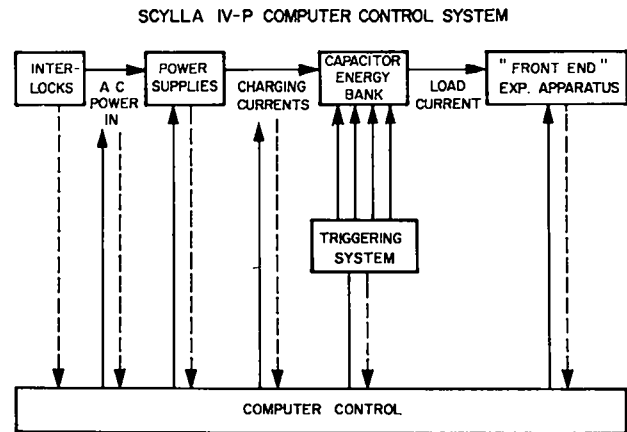 SCYLLA IV-P COMPUTER CONTROL SYSTEM
INTER-
LOCKS
A C
POWER
IN
POWER
SUPPLIES
CHARGING
CURRENTS
CAPACITOR
ENERGY
BANK
LOAD
CURRENT
"FRONT END"
EXP. APPARATUS
TRIGGERING
SYSTEM
COMPUTER CONTROL